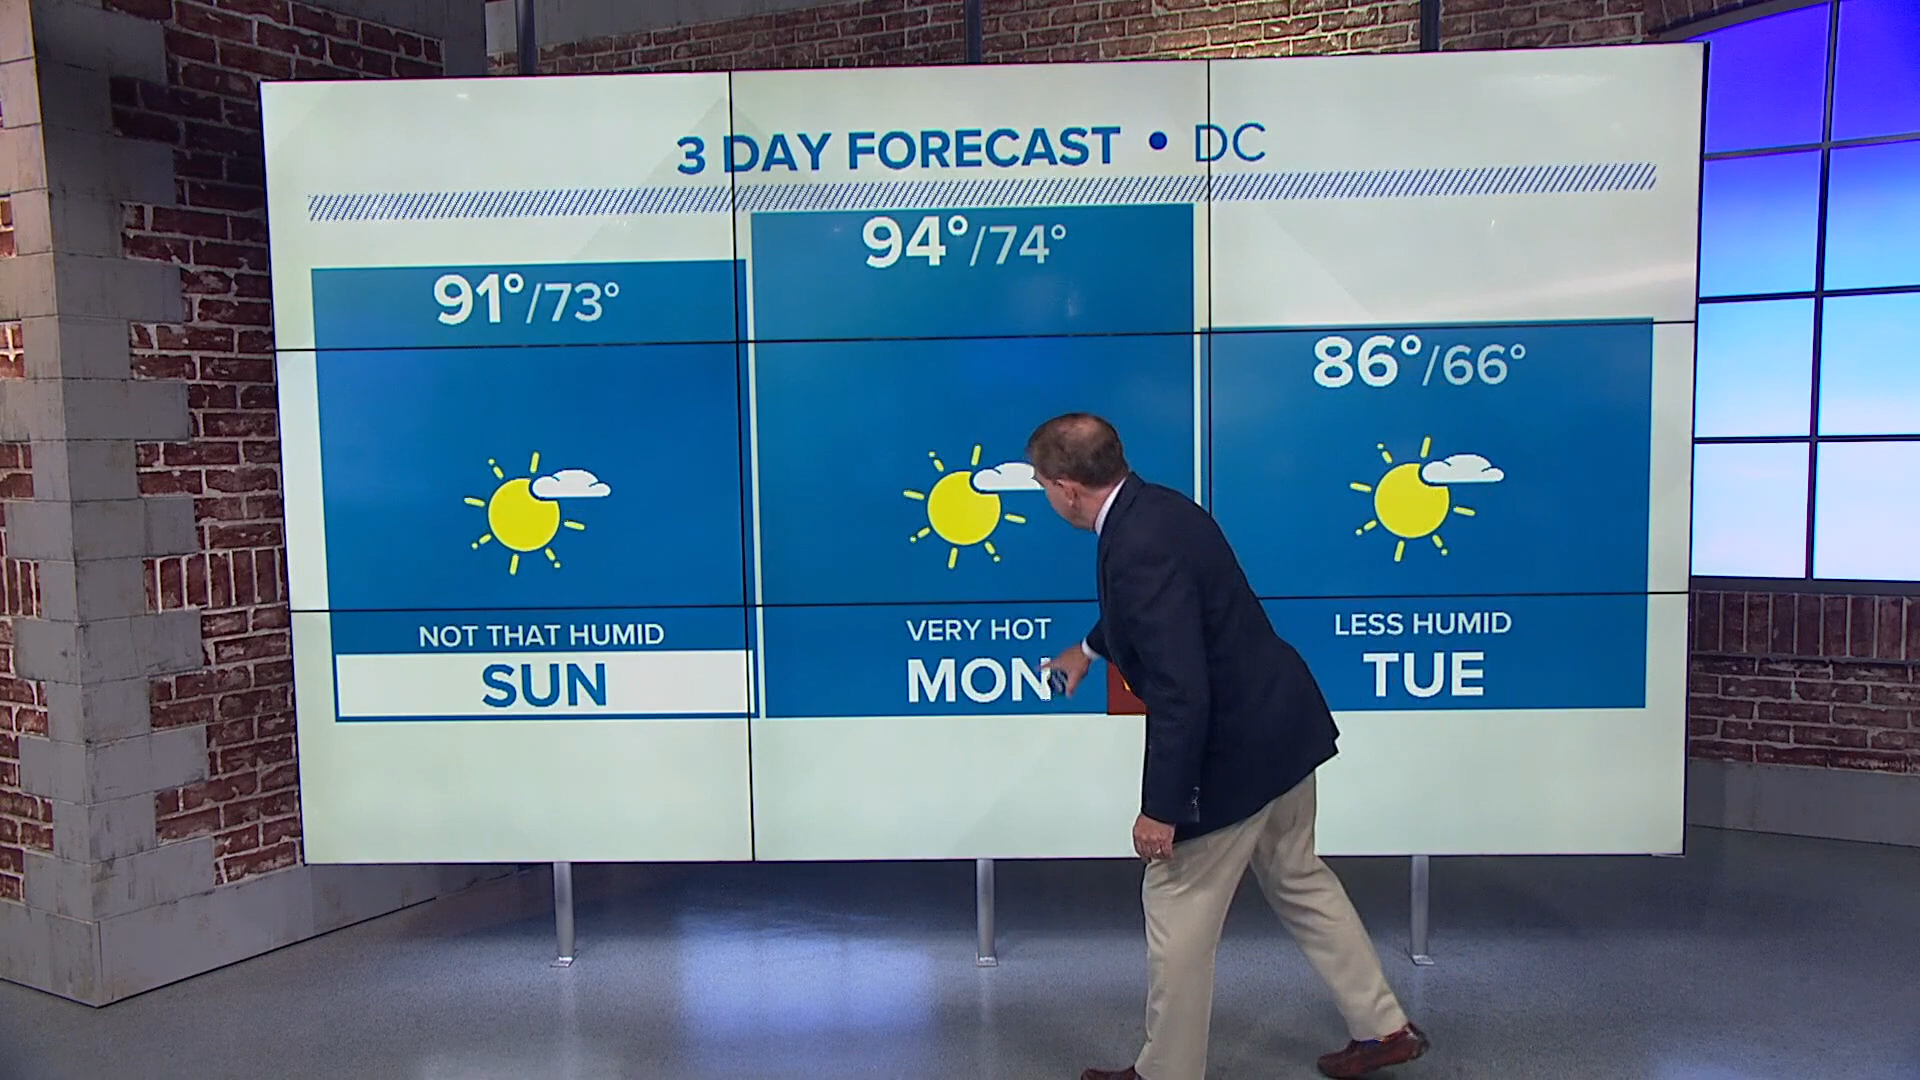 3 DAY FORECAST • DC
91°/73°
94°/74°
86°/66°
NOT THAT HUMID
SUN
VERY HOT
MON
LESS HUMID
TUE